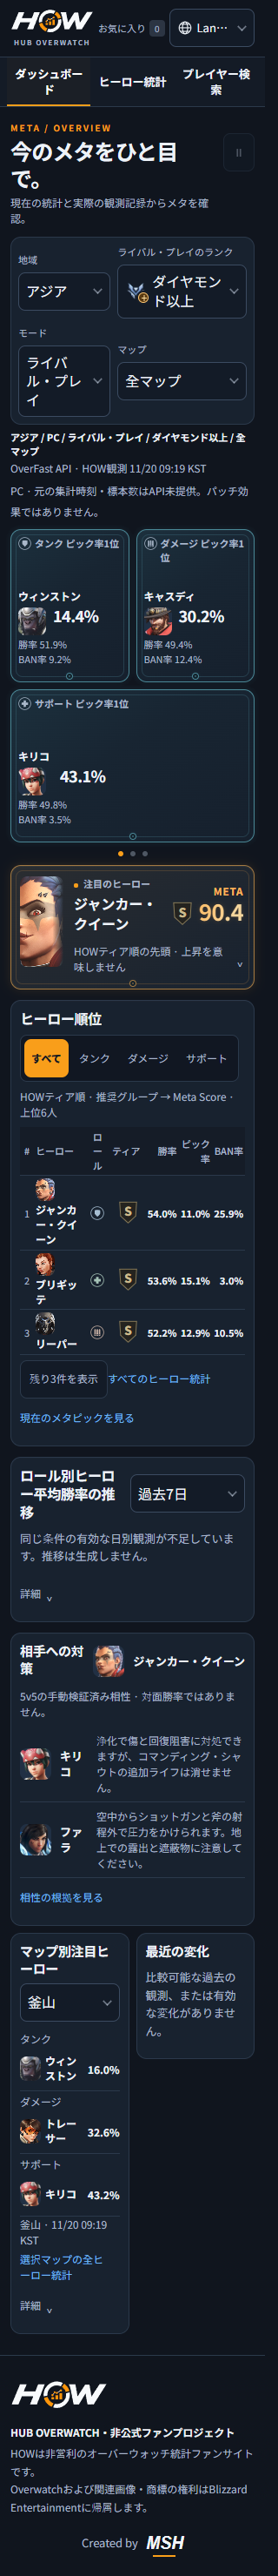 HOW
HUB OVERWATCH
お気に入り 0
Lan…
ダッシュボー
ド
ヒーロー統計
プレイヤー検
索
META / OVERVIEW
今のメタをひと目
で。
現在の統計と実際の観測記録からメタを確
認。
地域
アジア
ライバル・プレイのランク
ダイヤモン
ド以上
モード
ライバ
ル・プレ
イ
マップ
全マップ
アジア / PC / ライバル・プレイ / ダイヤモンド以上 / 全
マップ
OverFast API · HOW観測 11/20 09:19 KST
PC · 元の集計時刻・標本数はAPI未提供。パッチ効
果ではありません。
タンク ピック率1位
ウィンストン
14.4%
勝率 51.9%
BAN率 9.2%
ダメージ ピック率1
位
キャスディ
30.2%
勝率 49.4%
BAN率 12.4%
サポート ピック率1位
キリコ
43.1%
勝率 49.8%
BAN率 3.5%
注目のヒーロー
ジャンカー・
クイーン
META
S 90.4
HOWティア順の先頭 · 上昇を意
味しません
ヒーロー順位
すべて タンク ダメージ サポート
HOWティア順 · 推奨グループ → Meta Score ·
上位6人
# ヒーロー ロール ティア 勝率 ピック率 BAN率
1 ジャンカー・クイーン S 54.0% 11.0% 25.9%
2 ブリギッテ S 53.6% 15.1% 3.0%
3 リーパー S 52.2% 12.9% 10.5%
残り3件を表示 すべてのヒーロー統計
現在のメタピックを見る
ロール別ヒーロ
ー平均勝率の推
移
過去7日
同じ条件の有効な日別観測が不足していま
す。推移は生成しません。
詳細
相手への対
策
ジャンカー・クイーン
5v5の手動検証済み相性 · 対面勝率ではありま
せん。
キリ
コ
浄化で傷と回復阻害に対処でき
ますが、コマンディング・シャ
ウトの追加ライフは消せませ
ん。
ファ
ラ
空中からショットガンと斧の射
程外で圧力をかけられます。地
上での露出と遮蔽物に注意して
ください。
相性の根拠を見る
マップ別注目ヒ
ーロー
釜山
タンク
ウィン
ストン
16.0%
ダメージ
トレー
サー
32.6%
サポート
キリコ 43.2%
釜山 · 11/20 09:19
KST
選択マップの全ヒ
ーロー統計
詳細
最近の変化
比較可能な過去の
観測、または有効
な変化がありませ
ん。
HOW
HUB OVERWATCH • 非公式ファンプロジェクト
HOWは非営利のオーバーウォッチ統計ファンサイト
です。
Overwatchおよび関連画像・商標の権利はBlizzard
Entertainmentに帰属します。
Created by MSH